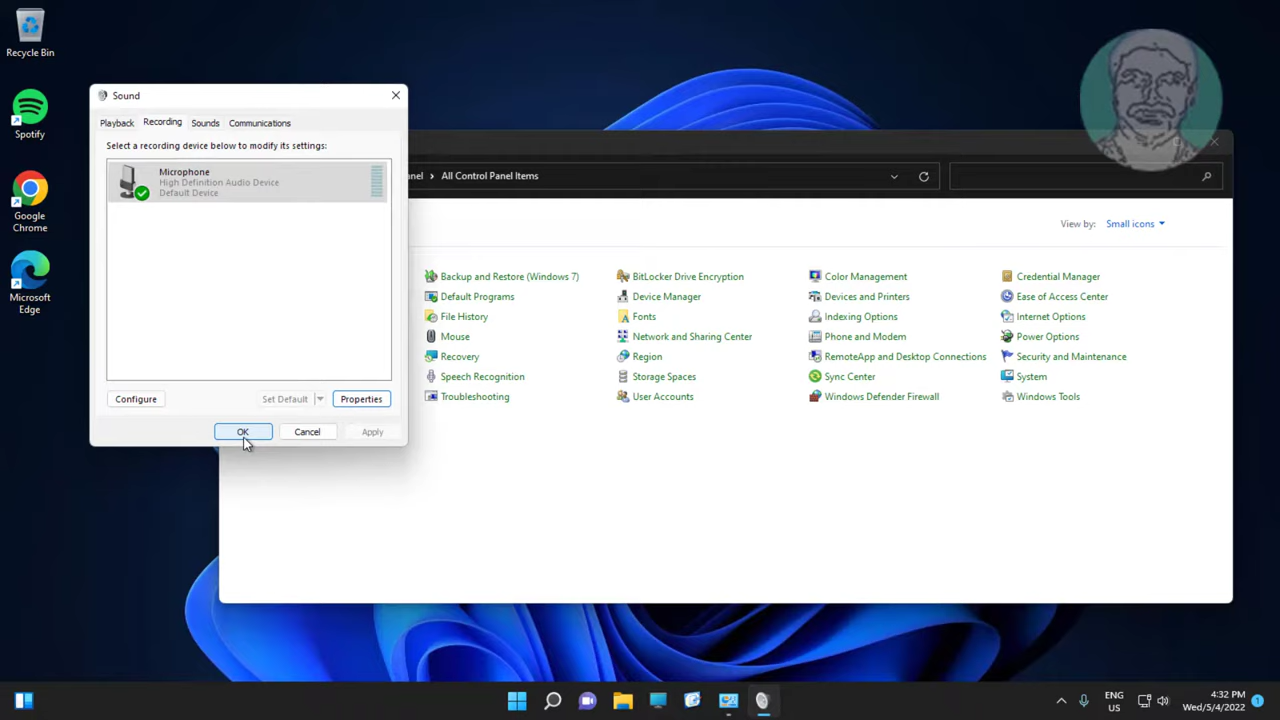 Recycle Bin
Spotify
Google
Chrome
Microsoft
Edge
Sound
Playback
Recording
Sounds
Communications
Select a recording device below to modify its settings:
Microphone
High Definition Audio Device
Default Device
Configure
Set Default
Properties
OK
Cancel
Apply
All Control Panel Items
View by:
Small icons
Backup and Restore (Windows 7)
BitLocker Drive Encryption
Color Management
Credential Manager
Default Programs
Device Manager
Devices and Printers
Ease of Access Center
File History
Fonts
Indexing Options
Internet Options
Mouse
Network and Sharing Center
Phone and Modem
Power Options
Recovery
Region
RemoteApp and Desktop Connections
Security and Maintenance
Speech Recognition
Storage Spaces
Sync Center
System
Troubleshooting
User Accounts
Windows Defender Firewall
Windows Tools
ENG
US
4:32 PM
Wed/5/4/2022
1